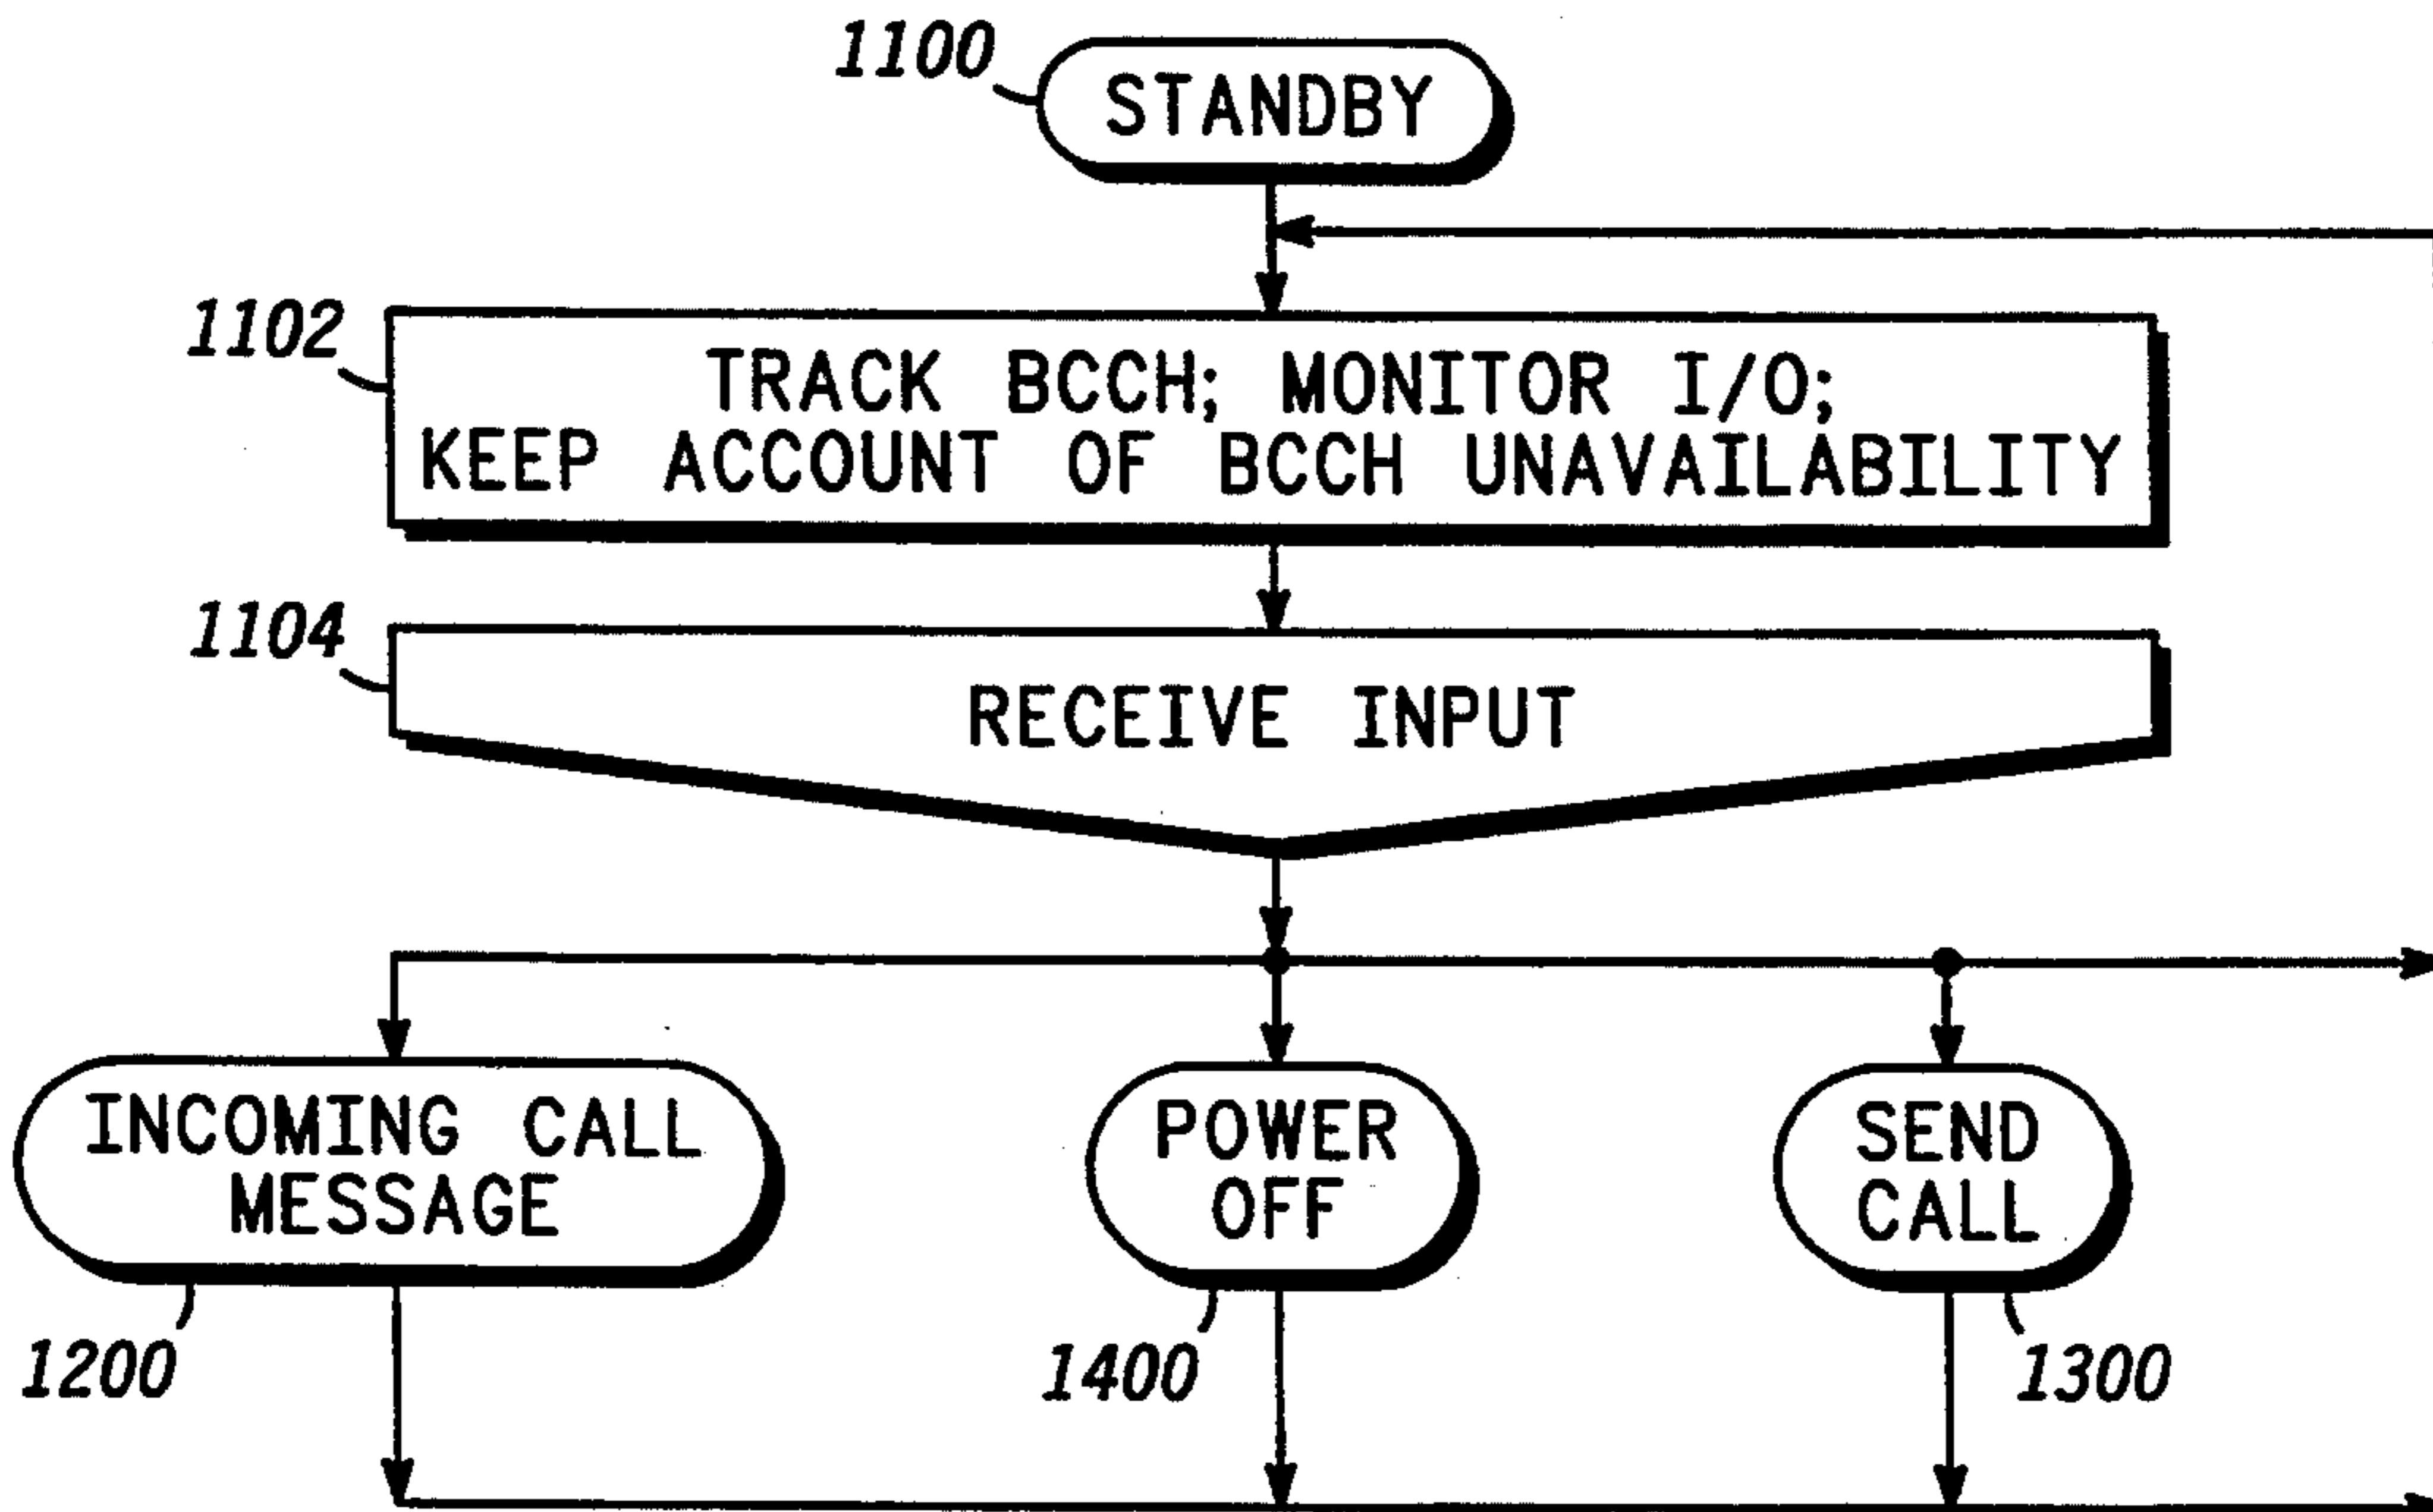 1100
STANDBY
1102
TRACK BCCH; MONITOR I/O;
KEEP ACCOUNT OF BCCH UNAVAILABILITY
1104
RECEIVE INPUT
INCOMING CALL
MESSAGE
POWER
OFF
SEND
CALL
1200
1400
1300